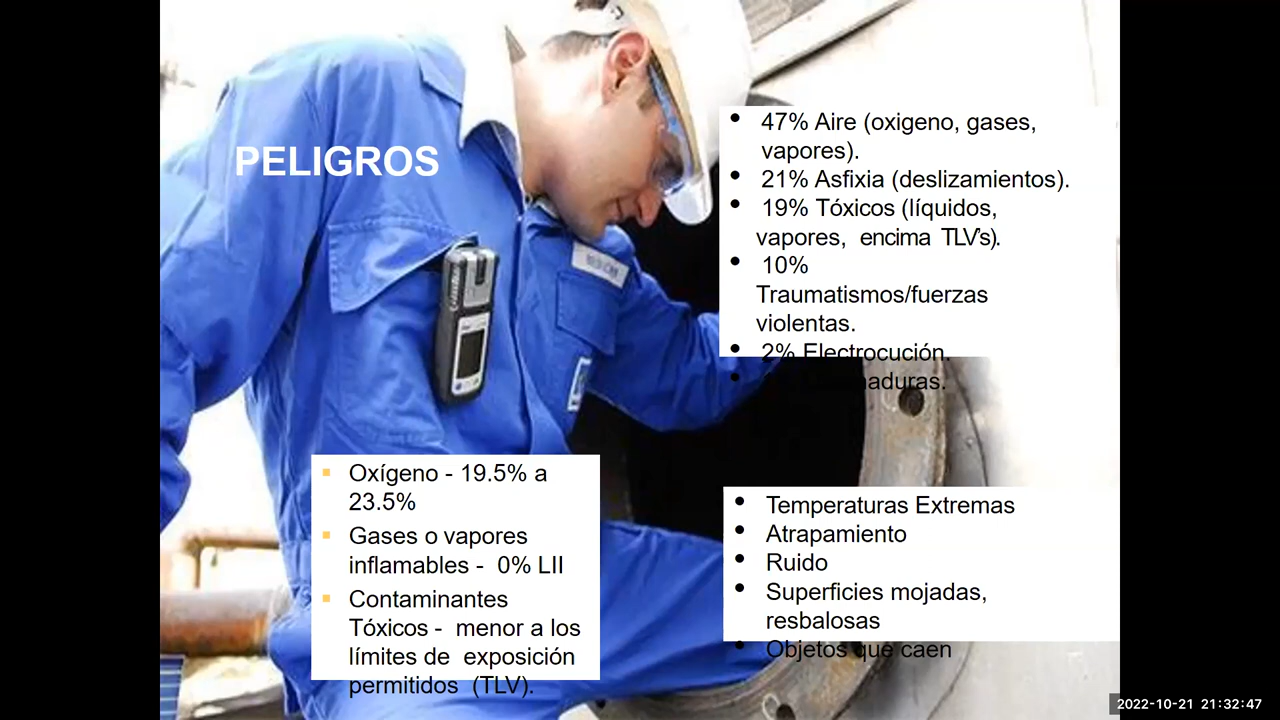 PELIGROS
47% Aire (oxigeno, gases,
vapores).
21% Asfixia (deslizamientos).
19% Tóxicos (líquidos,
vapores, encima TLV's).
10%
Traumatismos/fuerzas
violentas.
2% Electrocución.
Oxígeno - 19.5% a
23.5%
Gases o vapores
inflamables - 0% LII
Contaminantes
Tóxicos - menor a los
límites de exposición
permitidos (TLV).
Temperaturas Extremas
Atrapamiento
Ruido
Superficies mojadas,
resbalosas
Objetos que caen
2022-10-21 21:32:47